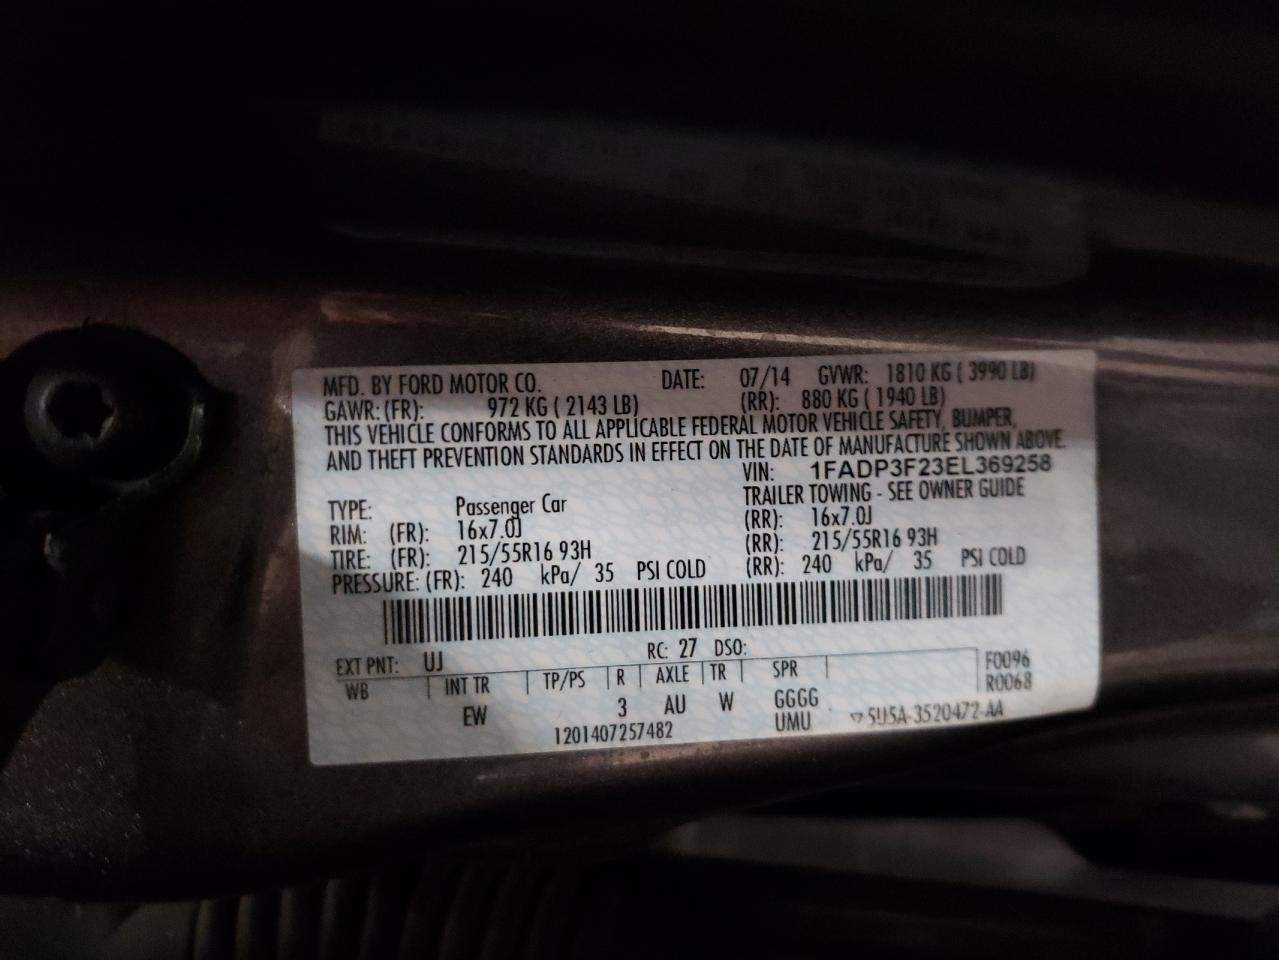 MFD. BY FORD MOTOR CO. DATE: 07/14 GVWR: 1810 KG ( 3990 LB)
GAWR: (FR): 972 KG ( 2143 LB) (RR): 880 KG ( 1940 LB)
THIS VEHICLE CONFORMS TO ALL APPLICABLE FEDERAL MOTOR VEHICLE SAFETY, BUMPER,
AND THEFT PREVENTION STANDARDS IN EFFECT ON THE DATE OF MANUFACTURE SHOWN ABOVE.
VIN: 1FADP3F23EL369258
TYPE: Passenger Car TRAILER TOWING - SEE OWNER GUIDE
RIM: (FR): 16x7.0J (RR): 16x7.0J
TIRE: (FR): 215/55R16 93H (RR): 215/55R16 93H
PRESSURE: (FR): 240 kPa/ 35 PSI COLD (RR): 240 kPa/ 35 PSI COLD
EXT PNT: UJ RC: 27 DSO:
WB INT TR TP/PS R AXLE TR SPR F0096
R0068
EW 3 AU W GGGG
1201407257482 UMU 5U5A-3520472-AA